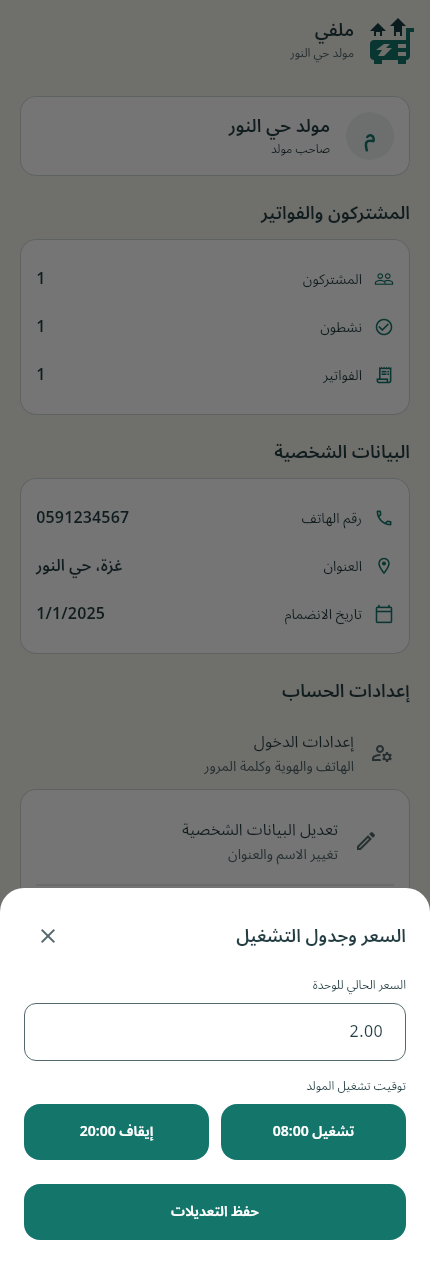 ملفي
مولد حي النور
م
مولد حي النور
صاحب مولد
المشتركون والفواتير
المشتركون 1
نشطون 1
الفواتير 1
البيانات الشخصية
رقم الهاتف 0591234567
العنوان غزة، حي النور
تاريخ الانضمام 1/1/2025
إعدادات الحساب
إعدادات الدخول
الهاتف والهوية وكلمة المرور
تعديل البيانات الشخصية
تغيير الاسم والعنوان
السعر وجدول التشغيل
السعر الحالي للوحدة
2.00
توقيت تشغيل المولد
تشغيل 08:00 إيقاف 20:00
حفظ التعديلات